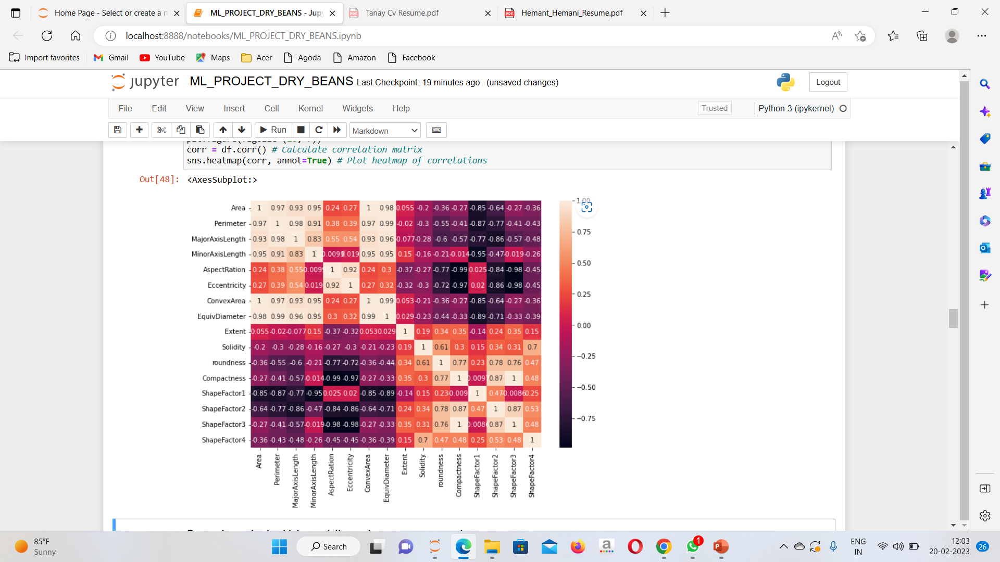 Home Page - Select or create a n
ML_PROJECT_DRY_BEANS - Jup
Tanay Cv Resume.pdf
Hemant_Hemani_Resume.pdf
localhost:8888/notebooks/ML_PROJECT_DRY_BEANS.ipynb
Import favorites Gmail YouTube Maps Acer Agoda Amazon Facebook
jupyter ML_PROJECT_DRY_BEANS Last Checkpoint: 19 minutes ago (unsaved changes) Logout
File Edit View Insert Cell Kernel Widgets Help Trusted Python 3 (ipykernel)
Run Markdown
corr = df.corr() # Calculate correlation matrix
sns.heatmap(corr, annot=True) # Plot heatmap of correlations
Out[48]: <AxesSubplot:>
Area 1 0.97 0.93 0.95 0.24 0.27 1 0.98 0.055 -0.2 -0.36 -0.27 -0.85 -0.64 -0.27 -0.36
Perimeter 0.97 1 0.98 0.91 0.38 0.39 0.97 0.99 -0.02 -0.3 -0.55 -0.41 -0.87 -0.77 -0.41 -0.43
MajorAxisLength 0.93 0.98 1 0.83 0.55 0.54 0.93 0.96 -0.077 -0.28 -0.6 -0.57 -0.77 -0.86 -0.57 -0.48
MinorAxisLength 0.95 0.91 0.83 1 0.0099 0.019 0.95 0.95 0.15 -0.16 -0.21 -0.014 -0.95 -0.47 -0.019 -0.26
AspectRation 0.24 0.38 0.55 0.0099 1 0.92 0.24 0.3 -0.37 -0.27 -0.77 -0.99 0.025 -0.84 -0.98 -0.45
Eccentricity 0.27 0.39 0.54 0.019 0.92 1 0.27 0.32 -0.32 -0.3 -0.72 -0.97 0.02 -0.86 -0.98 -0.45
ConvexArea 1 0.97 0.93 0.95 0.24 0.27 1 0.99 0.053 -0.21 -0.36 -0.27 -0.85 -0.64 -0.27 -0.36
EquivDiameter 0.98 0.99 0.96 0.95 0.3 0.32 0.99 1 0.029 -0.23 -0.44 -0.33 -0.89 -0.71 -0.33 -0.39
Extent 0.055 -0.02 -0.077 0.15 -0.37 -0.32 0.053 0.029 1 0.19 0.34 0.35 -0.14 0.24 0.35 0.15
Solidity -0.2 -0.3 -0.28 -0.16 -0.27 -0.3 -0.21 -0.23 0.19 1 0.61 0.3 0.15 0.34 0.31 0.7
roundness -0.36 -0.55 -0.6 -0.21 -0.77 -0.72 -0.36 -0.44 0.34 0.61 1 0.77 0.23 0.78 0.76 0.47
Compactness -0.27 -0.41 -0.57 -0.014 -0.99 -0.97 -0.27 -0.33 0.35 0.3 0.77 1 0.87 1 0.48
ShapeFactor1 -0.85 -0.87 -0.77 -0.95 0.025 0.02 -0.85 -0.89 -0.14 0.15 0.23 1 0.47 -0.0086 0.25
ShapeFactor2 -0.64 -0.77 -0.86 -0.47 -0.84 -0.86 -0.64 -0.71 0.24 0.34 0.78 0.87 0.47 1 0.87 0.53
ShapeFactor3 -0.27 -0.41 -0.57 -0.019 -0.98 -0.98 -0.27 -0.33 0.35 0.31 0.76 1 0.87 1 0.48
ShapeFactor4 -0.36 -0.43 -0.48 -0.26 -0.45 -0.45 -0.36 -0.39 0.15 0.7 0.47 0.48 0.25 0.53 0.48 1
Area
Perimeter
MajorAxisLength
MinorAxisLength
AspectRation
Eccentricity
ConvexArea
EquivDiameter
Extent
Solidity
roundness
Compactness
ShapeFactor1
ShapeFactor2
ShapeFactor3
ShapeFactor4
1.00
0.75
0.50
0.25
0.00
−0.25
−0.50
−0.75
85°F
Sunny
Search
1
ENG
IN
12:03
20-02-2023
26